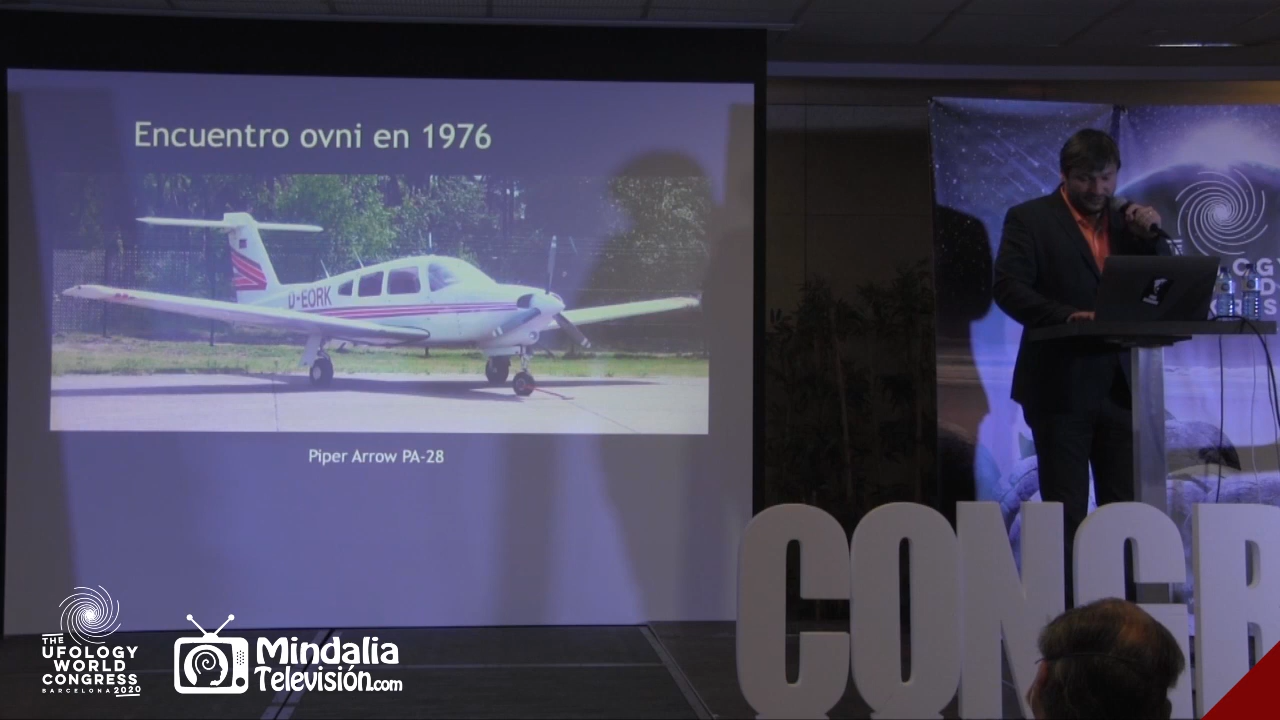 Encuentro ovni en 1976
D-EORK
Piper Arrow PA-28
CONGR
THE
UFOLOGY
WORLD
CONGRESS
BARCELONA 2020
Mindalia
Televisión.com